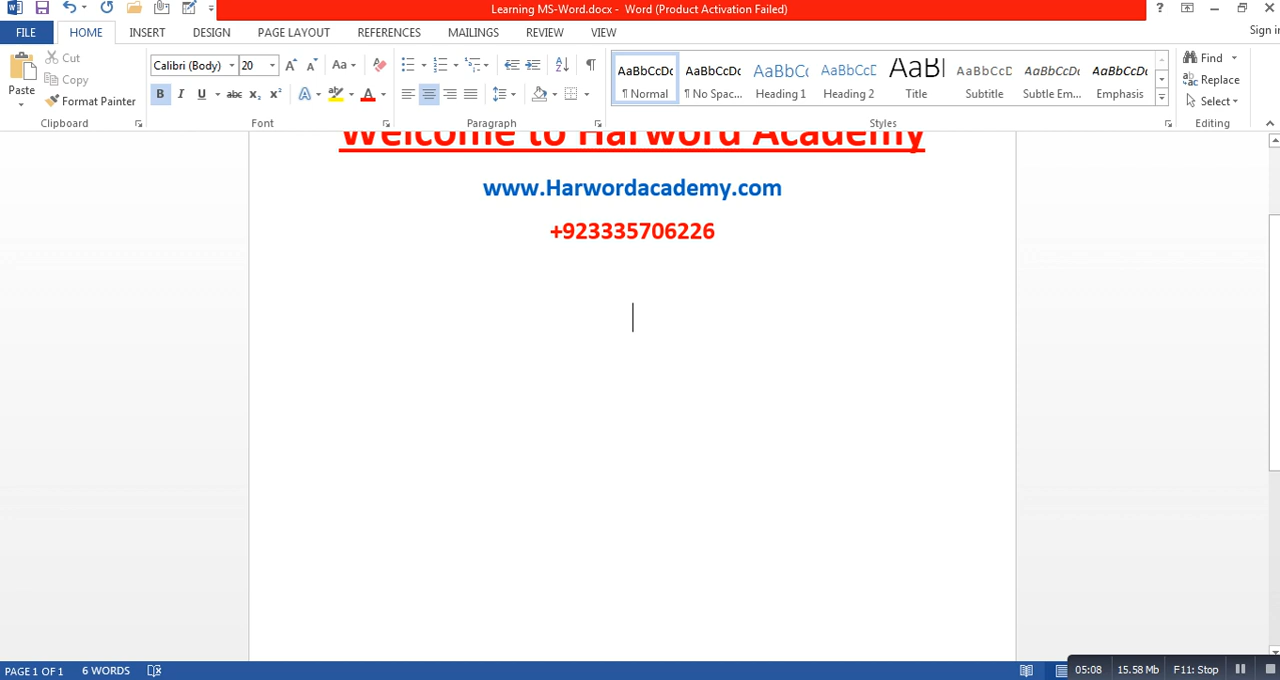 Learning MS-Word.docx - Word (Product Activation Failed)
?
FILE HOME INSERT DESIGN PAGE LAYOUT REFERENCES MAILINGS REVIEW VIEW Sign in
Paste
Cut
Copy
Format Painter
Clipboard
Calibri (Body) 20
B I U abc X₂ X²
Font
Paragraph
AaBbCcDc AaBbCcDc AaBbCc AaBbCcD AaBl AaBbCcD AaBbCcDc AaBbCcDc
¶ Normal ¶ No Spac... Heading 1 Heading 2 Title Subtitle Subtle Em... Emphasis
Styles
Find
Replace
Select
Editing
Welcome to Harword Academy
www.Harwordacademy.com
+923335706226
PAGE 1 OF 1 6 WORDS
05:08 15.58 Mb F11: Stop